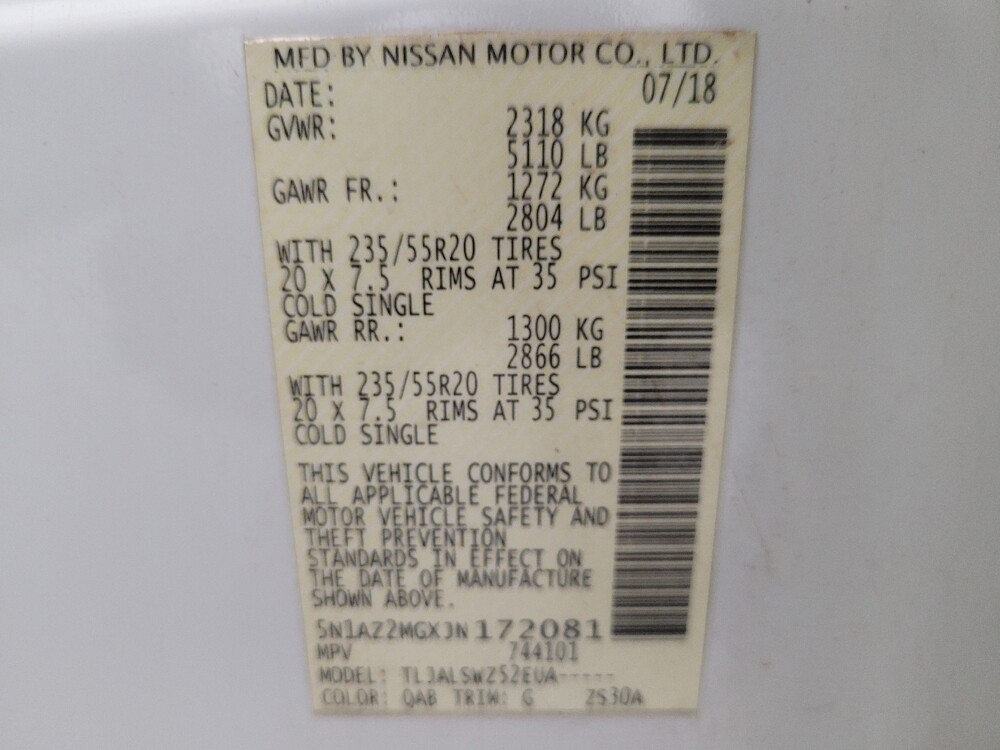 MFD BY NISSAN MOTOR CO., LTD.
DATE: 07/18
GVWR: 2318 KG
5110 LB
GAWR FR.: 1272 KG
2804 LB
WITH 235/55R20 TIRES
20 X 7.5 RIMS AT 35 PSI
COLD SINGLE
GAWR RR.: 1300 KG
2866 LB
WITH 235/55R20 TIRES
20 X 7.5 RIMS AT 35 PSI
COLD SINGLE
THIS VEHICLE CONFORMS TO
ALL APPLICABLE FEDERAL
MOTOR VEHICLE SAFETY AND
THEFT PREVENTION
STANDARDS IN EFFECT ON
THE DATE OF MANUFACTURE
SHOWN ABOVE.
5N1AZ2MGXJN172081
MPV 744101
MODEL: TLJALSWZ52EUA-----
COLOR: QAB TRIM: G ZS30A